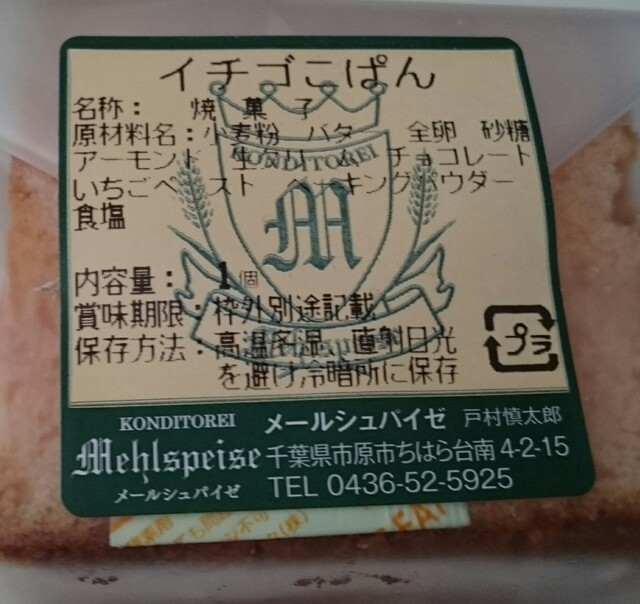 イチゴこぱん
名称： 焼 菓 子
原材料名：小麦粉 バター 全卵 砂糖
アーモンド 生クリーム チョコレート
いちごペースト ベーキングパウダー
食塩
KONDITOREI
M
内容量： 1個
賞味期限：枠外別途記載
保存方法：高温多湿、直射日光
を避け冷暗所に保存
プラ
KONDITOREI メールシュパイゼ 戸村慎太郎
Mehlspeise 千葉県市原市ちはら台南4-2-15
メールシュパイゼ TEL 0436-52-5925